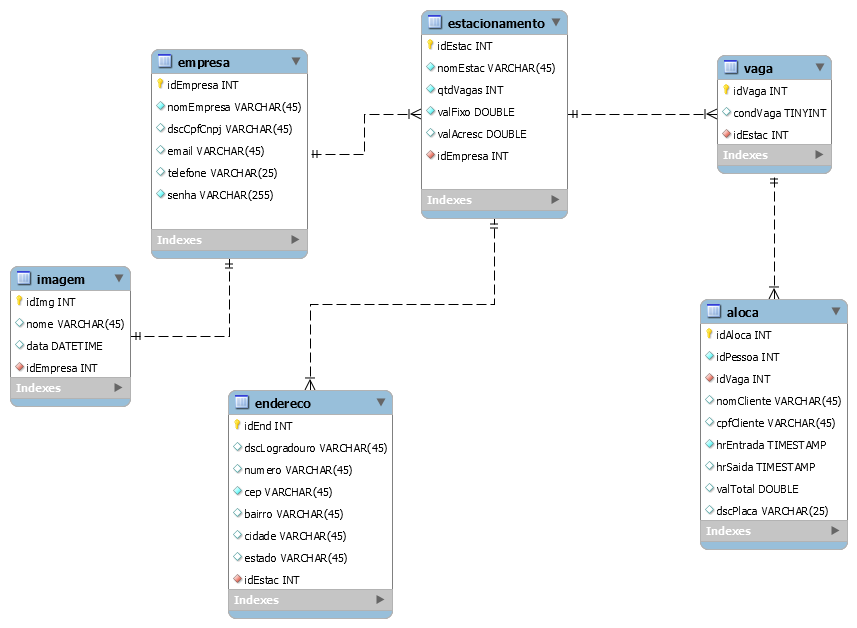 empresa
idEmpresa INT
nomEmpresa VARCHAR(45)
dscCpfCnpj VARCHAR(45)
email VARCHAR(45)
telefone VARCHAR(25)
senha VARCHAR(255)
Indexes
estacionamento
idEstac INT
nomEstac VARCHAR(45)
qtdVagas INT
valFixo DOUBLE
valAcresc DOUBLE
idEmpresa INT
Indexes
vaga
idVaga INT
condVaga TINYINT
idEstac INT
Indexes
imagem
idImg INT
nome VARCHAR(45)
data DATETIME
idEmpresa INT
Indexes
endereco
idEnd INT
dscLogradouro VARCHAR(45)
numero VARCHAR(45)
cep VARCHAR(45)
bairro VARCHAR(45)
cidade VARCHAR(45)
estado VARCHAR(45)
idEstac INT
Indexes
aloca
idAloca INT
idPessoa INT
idVaga INT
nomCliente VARCHAR(45)
cpfCliente VARCHAR(45)
hrEntrada TIMESTAMP
hrSaida TIMESTAMP
valTotal DOUBLE
dscPlaca VARCHAR(25)
Indexes